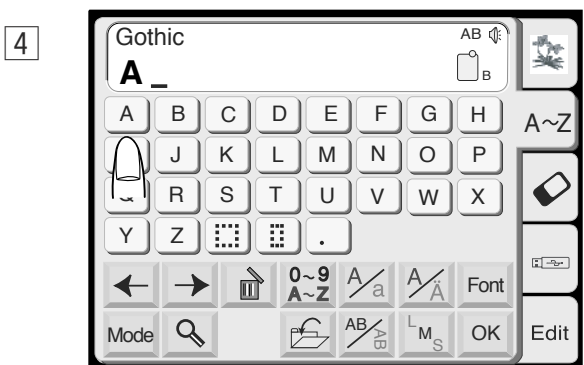 4
Gothic
AB
A _
B
A B C D E F G H
A~Z
J K L M N O P
R S T U V W X
Y Z .
0~9
A~Z
A/a
A/Ä
Font
Mode
AB/AB
L M S
OK
Edit